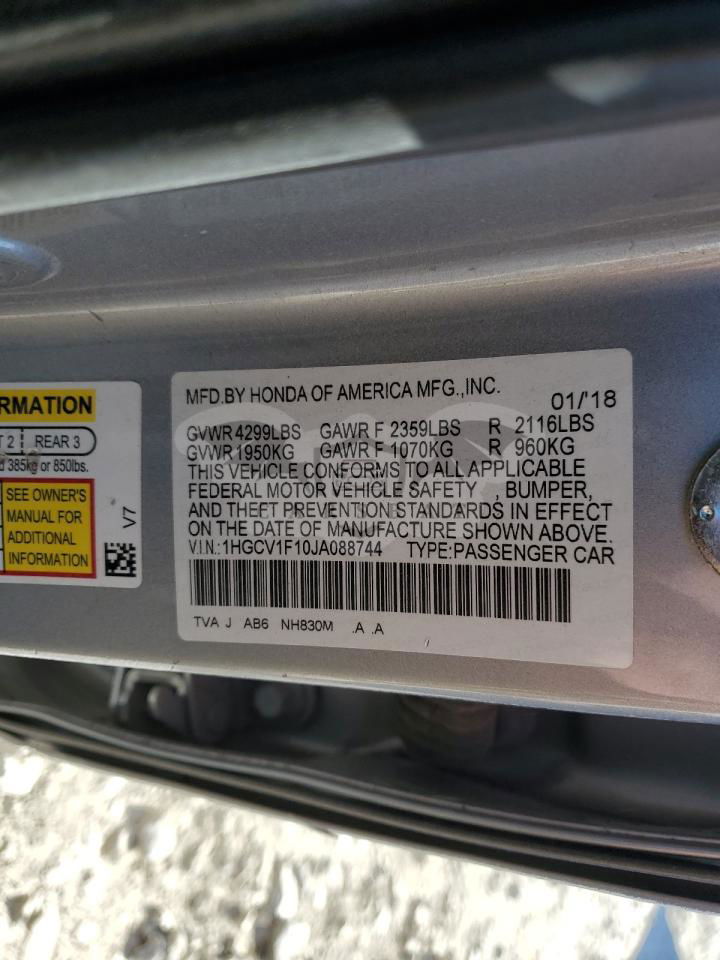 RMATION
T 2 REAR 3
d 385kg or 850lbs.
SEE OWNER'S
MANUAL FOR
ADDITIONAL
INFORMATION
V7
MFD.BY HONDA OF AMERICA MFG.,INC. 01/'18
GVWR 4299LBS GAWR F 2359LBS R 2116LBS
GVWR 1950KG GAWR F 1070KG R 960KG
THIS VEHICLE CONFORMS TO ALL APPLICABLE
FEDERAL MOTOR VEHICLE SAFETY , BUMPER,
AND THEFT PREVENTION STANDARDS IN EFFECT
ON THE DATE OF MANUFACTURE SHOWN ABOVE.
V.I.N.:1HGCV1F10JA088744 TYPE:PASSENGER CAR
TVA J AB6 NH830M .A .A